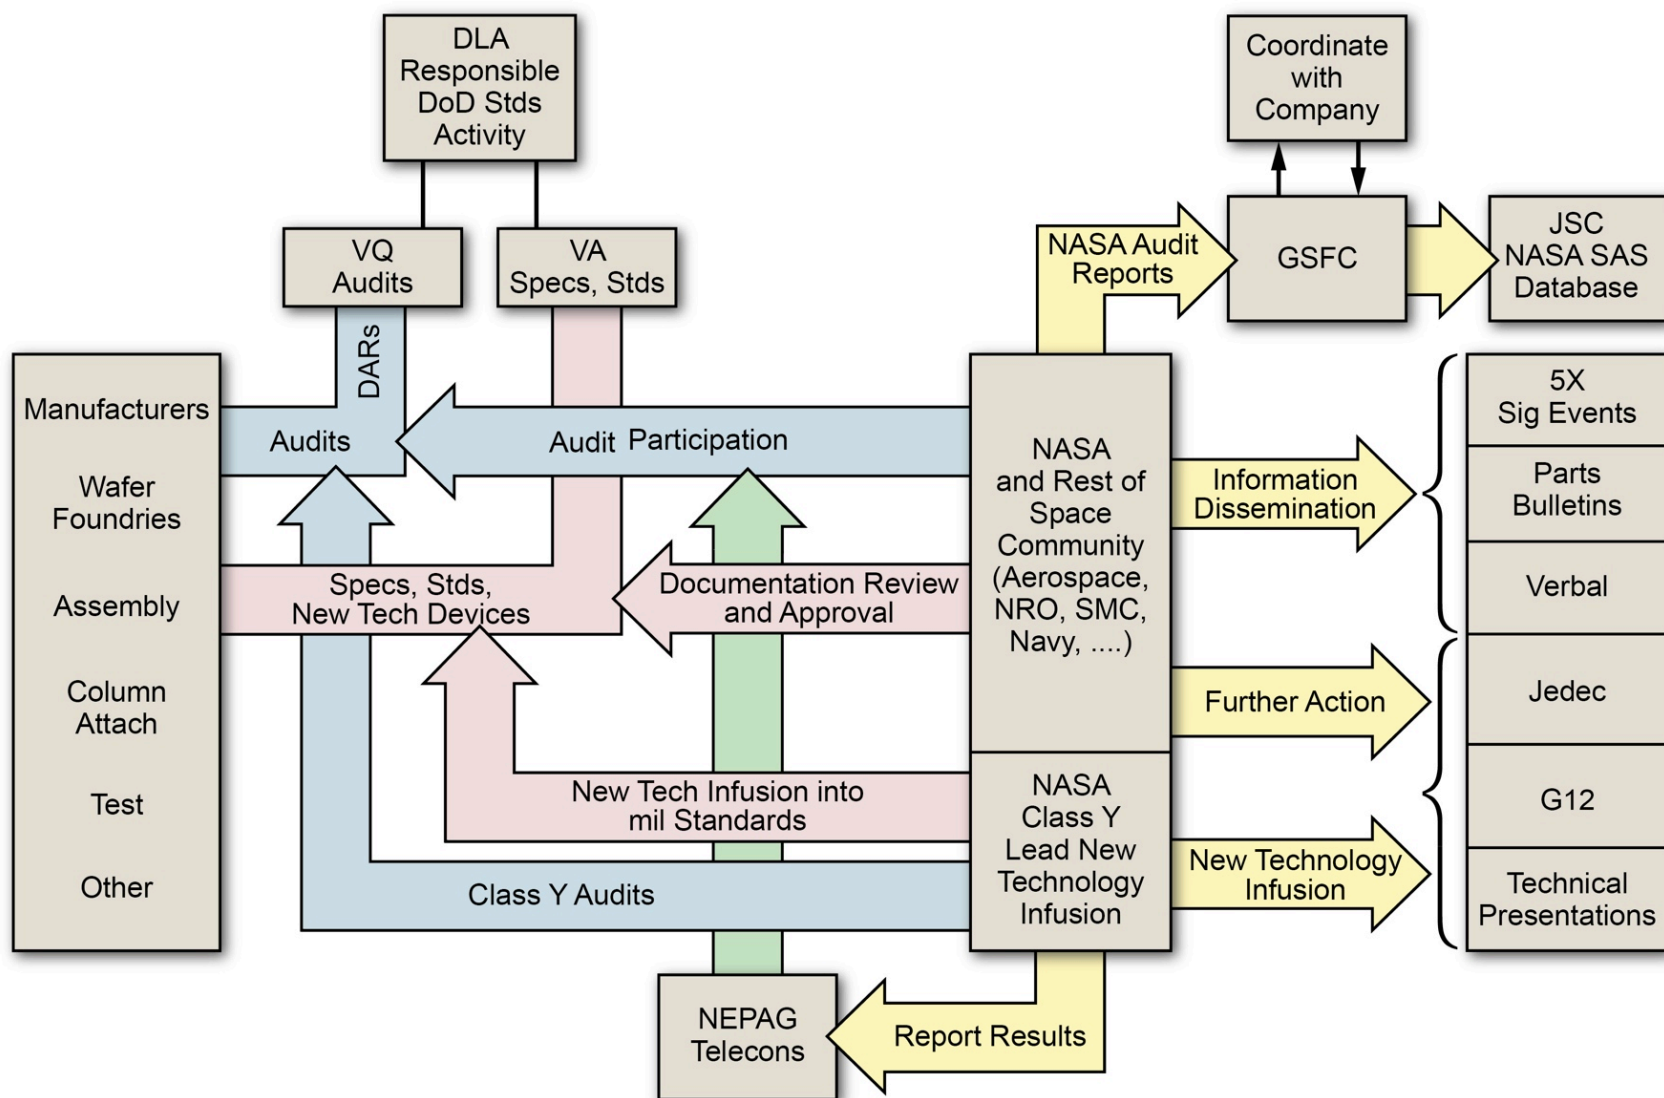 DLA
Responsible
DoD Stds
Activity
Coordinate
with
Company
VQ
Audits
VA
Specs, Stds
NASA Audit
Reports
GSFC
JSC
NASA SAS
Database
DARs
Manufacturers
Wafer
Foundries
Assembly
Column
Attach
Test
Other
Audits
Audit Participation
Specs, Stds,
New Tech Devices
Documentation Review
and Approval
New Tech Infusion into
mil Standards
Class Y Audits
NASA
and Rest of
Space
Community
(Aerospace,
NRO, SMC,
Navy, ....)
NASA
Class Y
Lead New
Technology
Infusion
Information
Dissemination
Further Action
New Technology
Infusion
5X
Sig Events
Parts
Bulletins
Verbal
Jedec
G12
Technical
Presentations
NEPAG
Telecons
Report Results